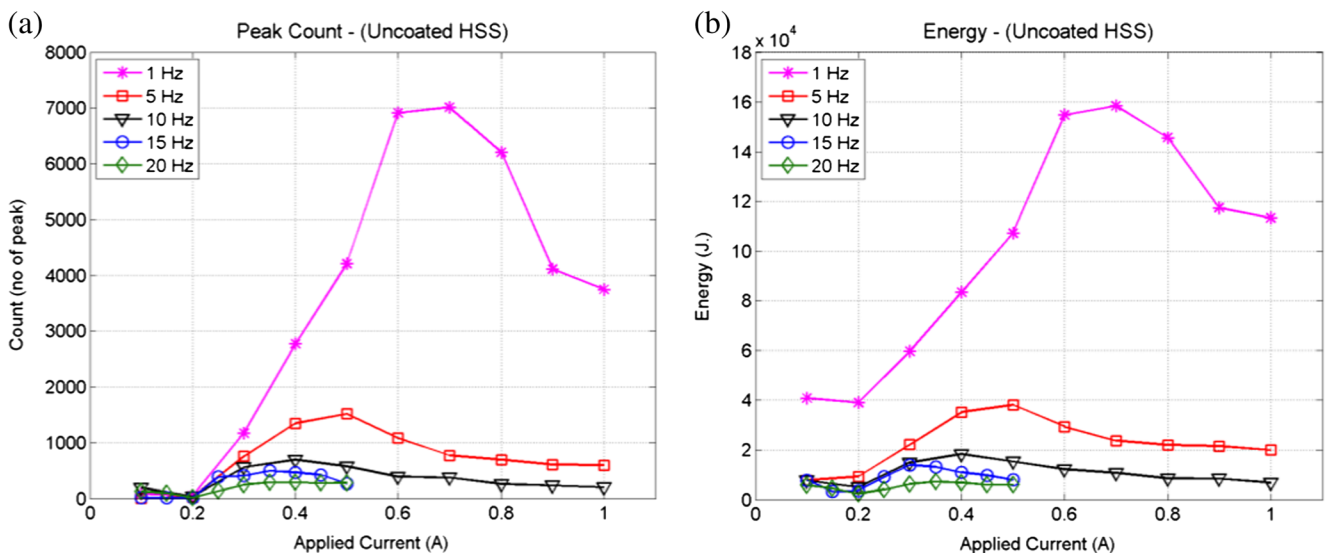 (a)
Peak Count - (Uncoated HSS)
8000
7000
6000
5000
4000
3000
2000
1000
0
Count (no of peak)
1 Hz
5 Hz
10 Hz
15 Hz
20 Hz
0 0.2 0.4 0.6 0.8 1
Applied Current (A)
(b)
Energy - (Uncoated HSS)
x 10^4
18
16
14
12
10
8
6
4
2
0
Energy (J.)
1 Hz
5 Hz
10 Hz
15 Hz
20 Hz
0 0.2 0.4 0.6 0.8 1
Applied Current (A)